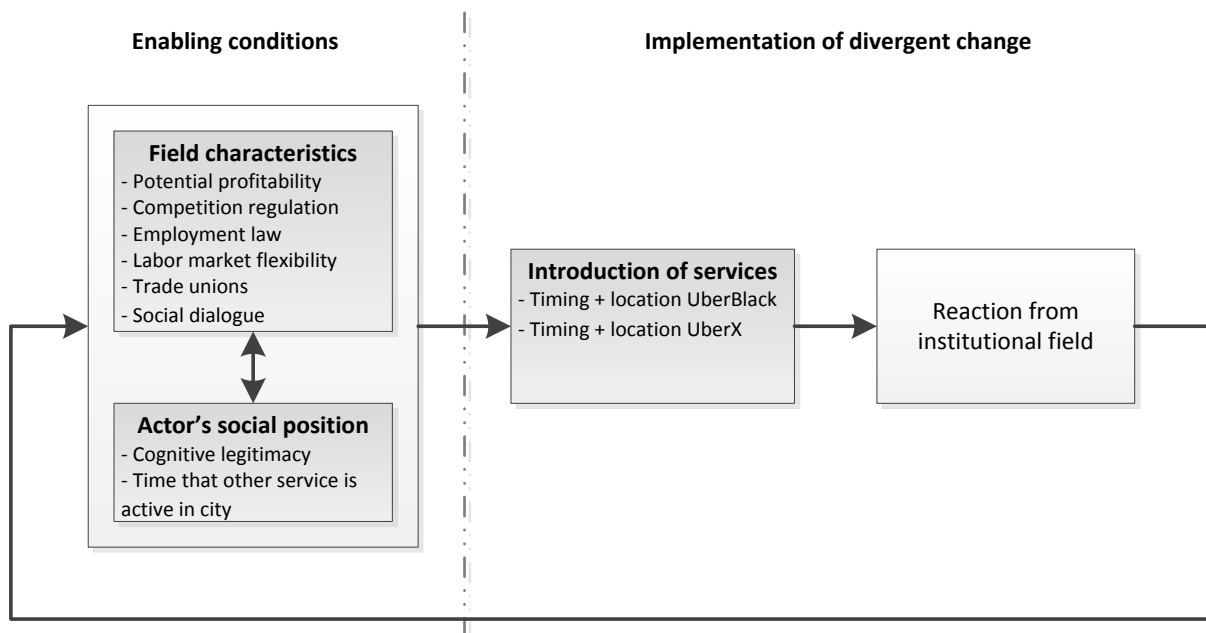 Enabling conditions
Implementation of divergent change
Field characteristics
- Potential profitability
- Competition regulation
- Employment law
- Labor market flexibility
- Trade unions
- Social dialogue
Actor’s social position
- Cognitive legitimacy
- Time that other service is
active in city
Introduction of services
- Timing + location UberBlack
- Timing + location UberX
Reaction from
institutional field